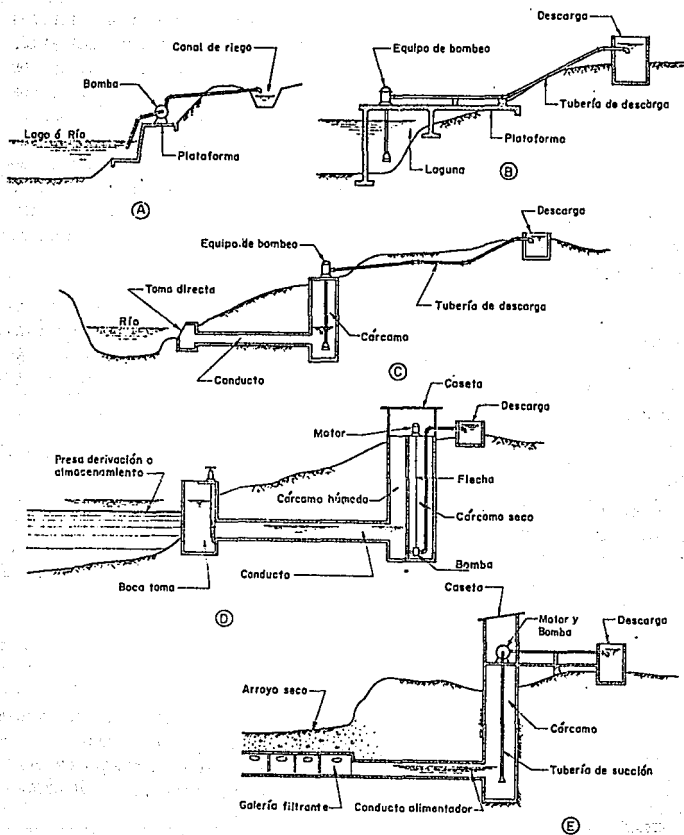 Canal de riego
Bomba
Lago ó Río
Plataforma
A
Descarga
Equipo de bombeo
Tubería de descarga
Plataforma
Laguna
B
Descarga
Equipo de bombeo
Toma directa
Río
Tubería de descarga
Cárcamo
Conducto
C
Caseta
Descarga
Motor
Presa derivación o
almacenamiento
Flecha
Cárcamo húmedo
Cárcamo seco
Bomba
Conducto
Boca toma
D
Caseta
Motor y
Bomba
Descarga
Arroyo seco
Cárcamo
Tubería de succión
Galería filtrante
Conducto alimentador
E